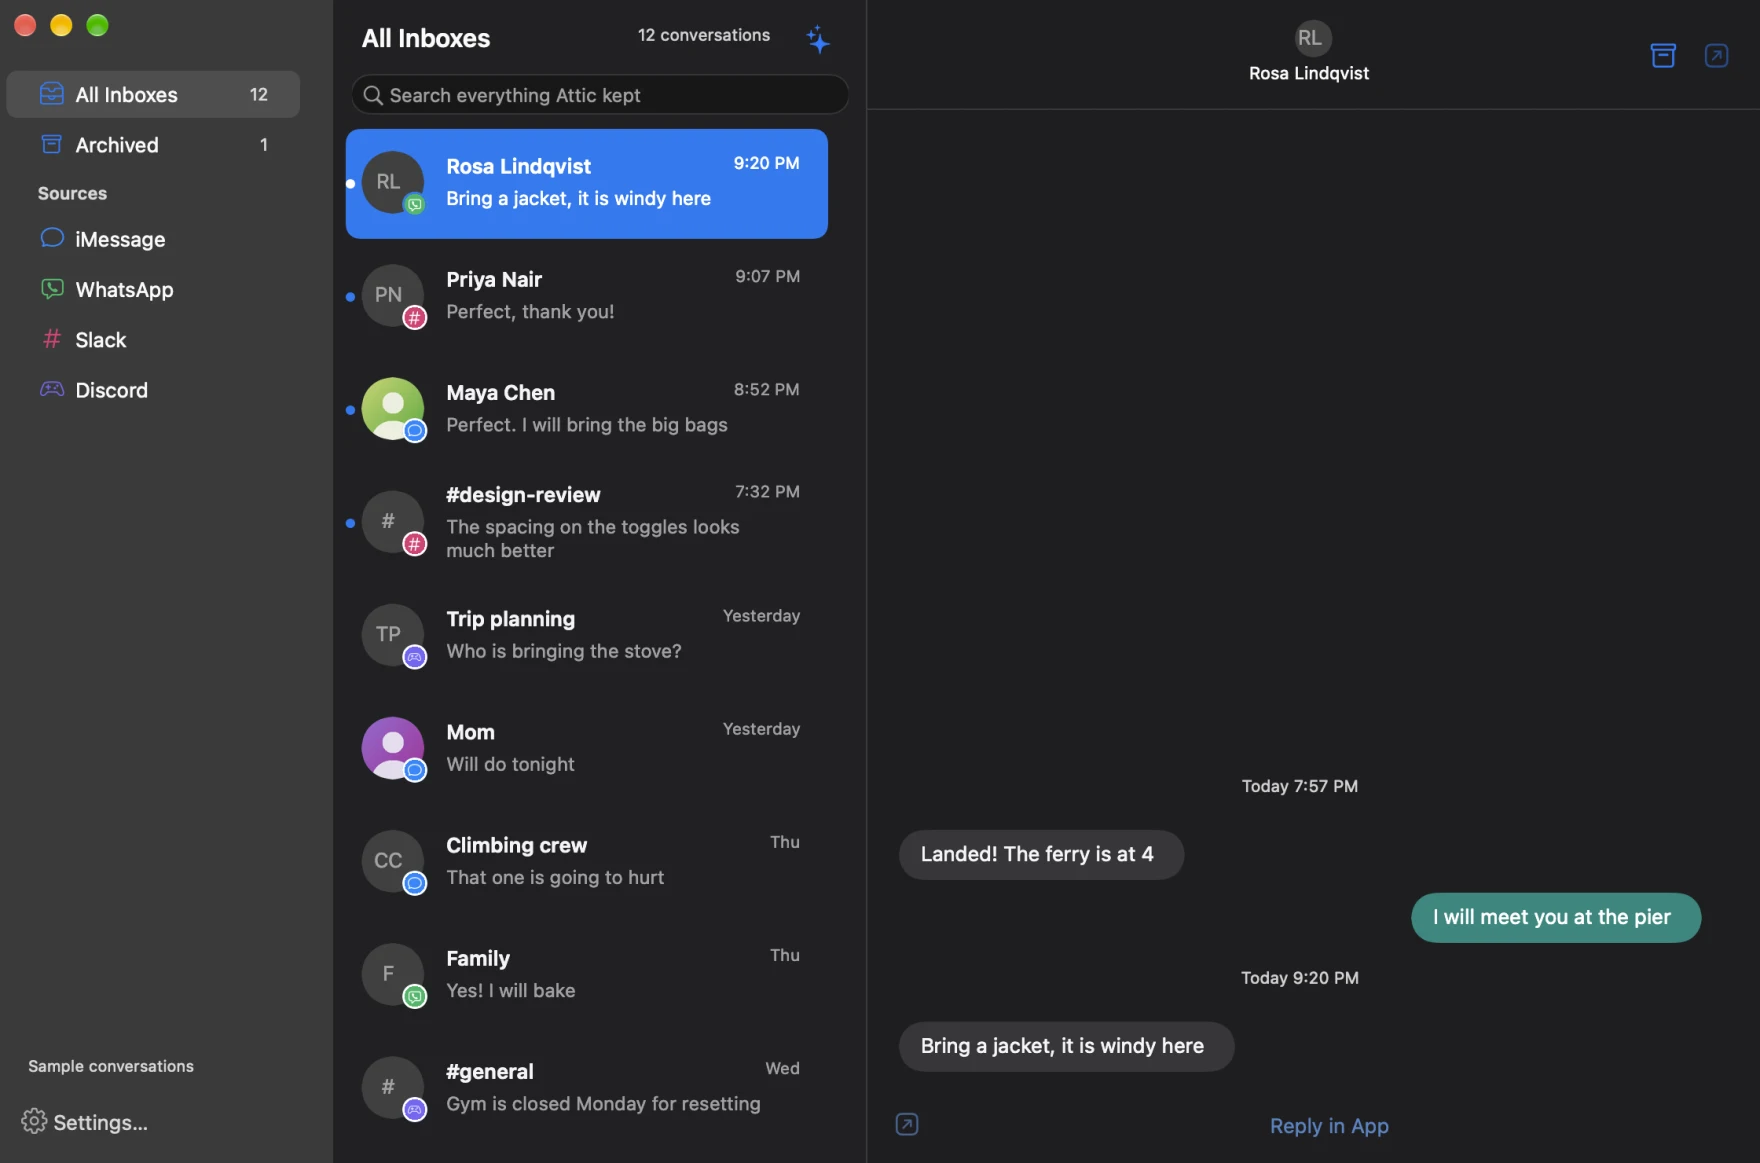 All Inboxes 12
Archived 1
Sources
iMessage
WhatsApp
Slack
Discord
Sample conversations
Settings...
All Inboxes
12 conversations
Search everything Attic kept
RL
Rosa Lindqvist 9:20 PM
Bring a jacket, it is windy here
PN
Priya Nair 9:07 PM
Perfect, thank you!
Maya Chen 8:52 PM
Perfect. I will bring the big bags
#
#design-review 7:32 PM
The spacing on the toggles looks
much better
TP
Trip planning Yesterday
Who is bringing the stove?
Mom Yesterday
Will do tonight
CC
Climbing crew Thu
That one is going to hurt
F
Family Thu
Yes! I will bake
#
#general Wed
Gym is closed Monday for resetting
RL
Rosa Lindqvist
Today 7:57 PM
Landed! The ferry is at 4
I will meet you at the pier
Today 9:20 PM
Bring a jacket, it is windy here
Reply in App